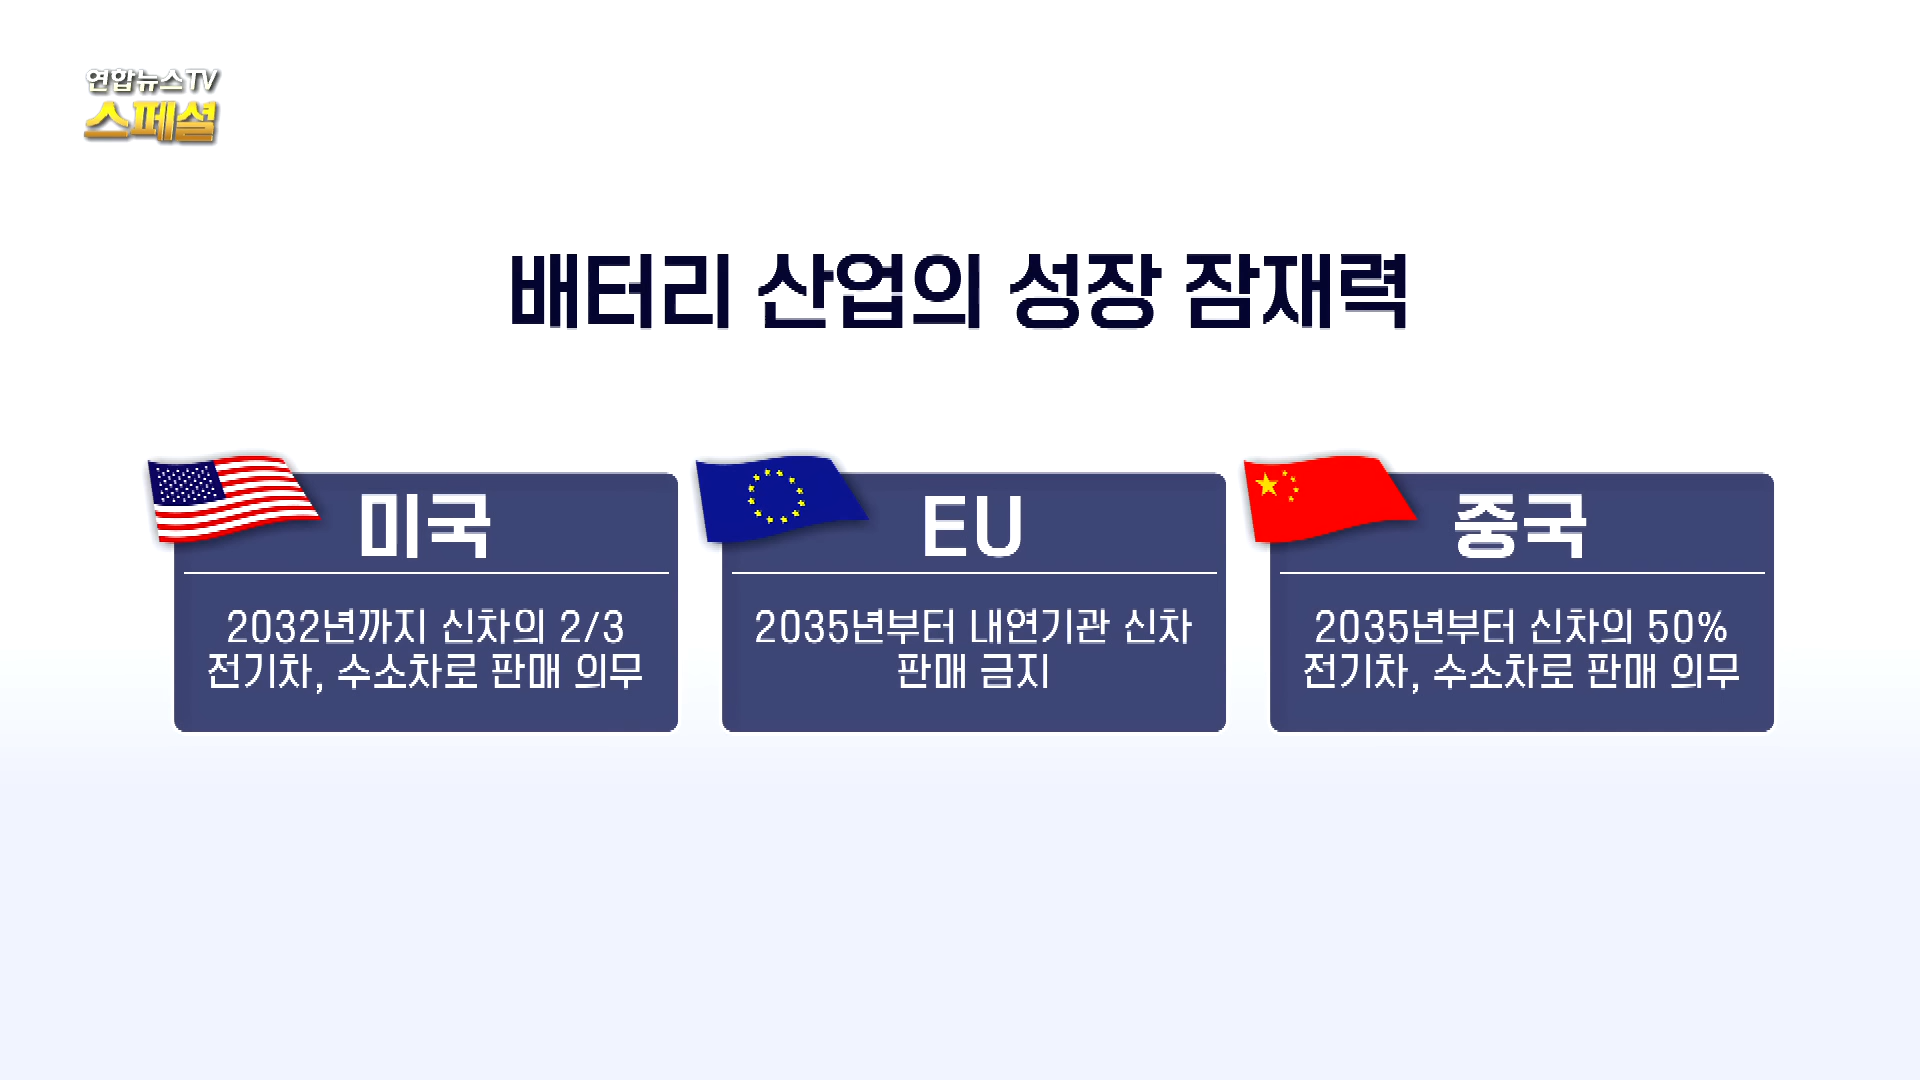 연합뉴스TV
스페셜
배터리 산업의 성장 잠재력
미국
2032년까지 신차의 2/3
전기차, 수소차로 판매 의무
EU
2035년부터 내연기관 신차
판매 금지
중국
2035년부터 신차의 50%
전기차, 수소차로 판매 의무